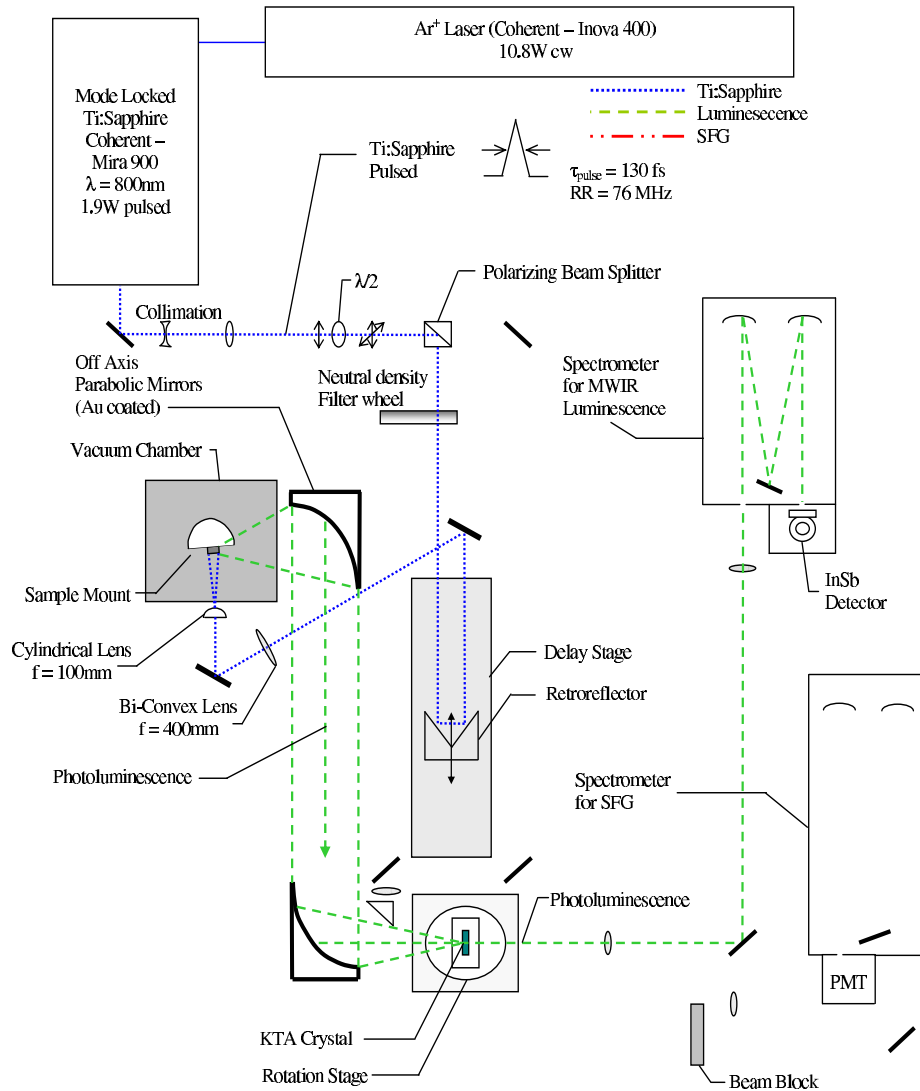 Ar+ Laser (Coherent – Inova 400)
10.8W cw
Mode Locked
Ti:Sapphire
Coherent –
Mira 900
λ = 800nm
1.9W pulsed
Ti:Sapphire
Luminesecence
SFG
Ti:Sapphire
Pulsed
τpulse = 130 fs
RR = 76 MHz
Polarizing Beam Splitter
λ/2
Collimation
Off Axis
Parabolic Mirrors
(Au coated)
Neutral density
Filter wheel
Spectrometer
for MWIR
Luminescence
Vacuum Chamber
Sample Mount
InSb
Detector
Cylindrical Lens
f = 100mm
Delay Stage
Retroreflector
Bi-Convex Lens
f = 400mm
Photoluminescence
Spectrometer
for SFG
Photoluminescence
PMT
KTA Crystal
Rotation Stage
Beam Block